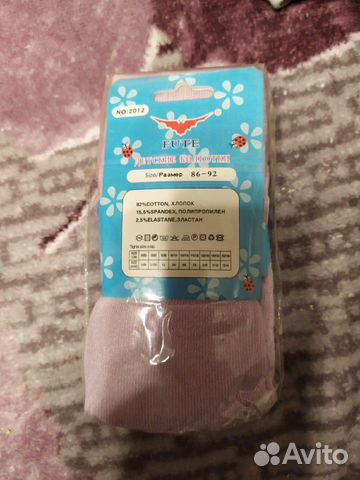 NO:2012
FUTE
ДЕТСКИЕ КОЛГОТКИ
Size/Размер 86-92
82%COTTON, ХЛОПОК
15,5%SPANDEX, ПОЛИПРОПИЛЕН
2,5%ELASTANE,ЭЛАСТАН
Avito